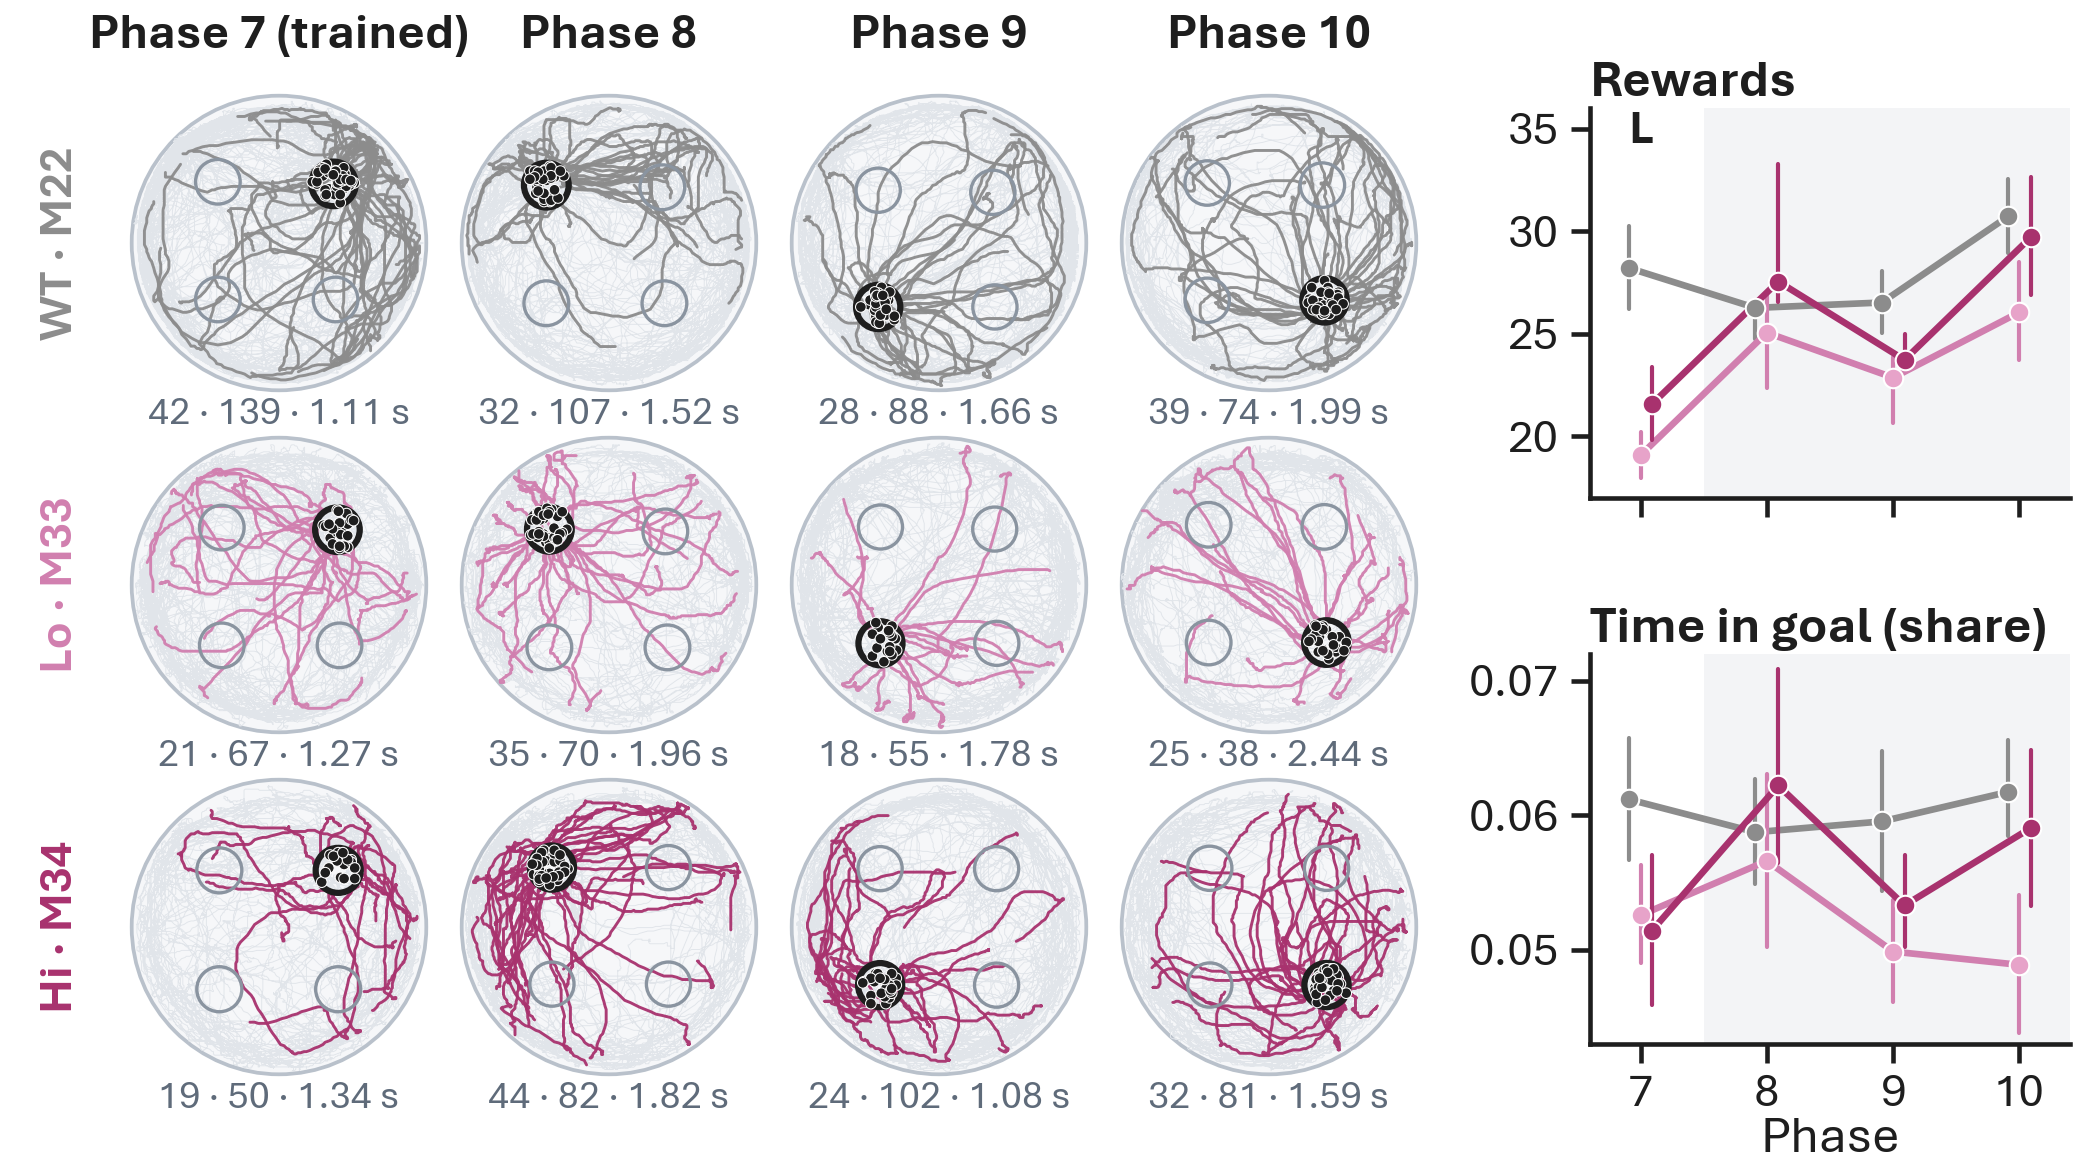 Phase 7 (trained) Phase 8 Phase 9 Phase 10
WT · M22
42 · 139 · 1.11 s
32 · 107 · 1.52 s
28 · 88 · 1.66 s
39 · 74 · 1.99 s
Lo · M33
21 · 67 · 1.27 s
35 · 70 · 1.96 s
18 · 55 · 1.78 s
25 · 38 · 2.44 s
Hi · M34
19 · 50 · 1.34 s
44 · 82 · 1.82 s
24 · 102 · 1.08 s
32 · 81 · 1.59 s
Rewards
L
35
30
25
20
Time in goal (share)
0.07
0.06
0.05
7 8 9 10
Phase